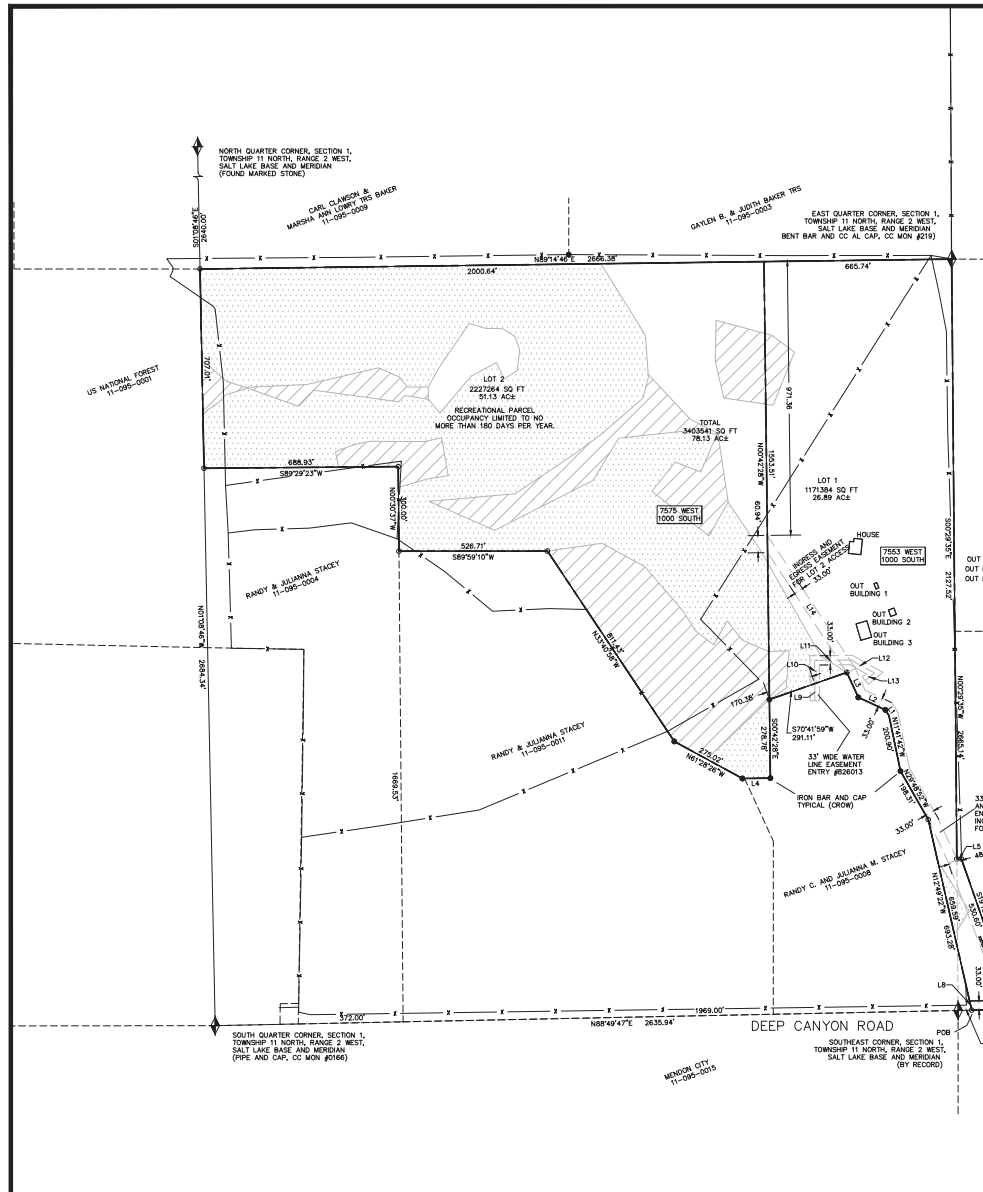 NORTH QUARTER CORNER, SECTION 1,
TOWNSHIP 11 NORTH, RANGE 2 WEST,
SALT LAKE BASE AND MERIDIAN
(FOUND MARKED STONE)
CARL CLAWSON &
MARSHA ANN LOWRY TRS BAKER
11-095-0009
GAYLEN B. & JUDITH BAKER TRS
11-095-0003
EAST QUARTER CORNER, SECTION 1,
TOWNSHIP 11 NORTH, RANGE 2 WEST,
SALT LAKE BASE AND MERIDIAN
BENT BAR AND CC AL CAP, CC MON #219)
S01°08'46"E
2640.00'
N89°14'46"E 2666.38'
2000.64'
665.74'
US NATIONAL FOREST
11-095-0001
707.01'
LOT 2
2227264 SQ FT
51.13 AC±
RECREATIONAL PARCEL
OCCUPANCY LIMITED TO NO
MORE THAN 180 DAYS PER YEAR.
TOTAL
3403541 SQ FT
78.13 AC±
971.36
N00°42'28"W
1553.51'
60.94'
LOT 1
1171384 SQ FT
26.89 AC±
688.93'
S89°29'23"W
N00°30'37"W
300.00'
526.71'
S89°59'10"W
7575 WEST
1000 SOUTH
HOUSE
7553 WEST
1000 SOUTH
INGRESS AND
EGRESS EASEMENT
FOR LOT 2 ACCESS
33.00'
S00°29'35"E
2127.52'
OUT
OUT
OUT
OUT
BUILDING 1
OUT
BUILDING 2
OUT
BUILDING 3
RANDY & JULIANNA STACEY
11-095-0004
N01°08'46"W
2684.34'
811.43'
N33°40'58"W
L14
33.00'
L11
L10
L9
L12
L13
L3
L2
L1
170.38'
S70°41'59"W
291.11'
33.00'
N11°41'42"W
200.90'
N00°29'35"W
2665.14'
RANDY & JULIANNA STACEY
11-095-0011
S00°42'28"E
278.76'
275.02'
N61°28'26"W
L4
33' WIDE WATER
LINE EASEMENT
ENTRY #826013
IRON BAR AND CAP
TYPICAL (CROW)
N29°48'52"W
198.31'
33.00'
1669.53'
RANDY C. AND JULIANNA M. STACEY
11-095-0008
L5
N12°49'22"W
659.59'
693.28'
530.60'
33.00'
L8
372.00'
1969.00'
N88°49'47"E 2635.94'
DEEP CANYON ROAD
POB
SOUTH QUARTER CORNER, SECTION 1,
TOWNSHIP 11 NORTH, RANGE 2 WEST,
SALT LAKE BASE AND MERIDIAN
(PIPE AND CAP, CC MON #0166)
SOUTHEAST CORNER, SECTION 1,
TOWNSHIP 11 NORTH, RANGE 2 WEST,
SALT LAKE BASE AND MERIDIAN
(BY RECORD)
MENDON CITY
11-095-0015